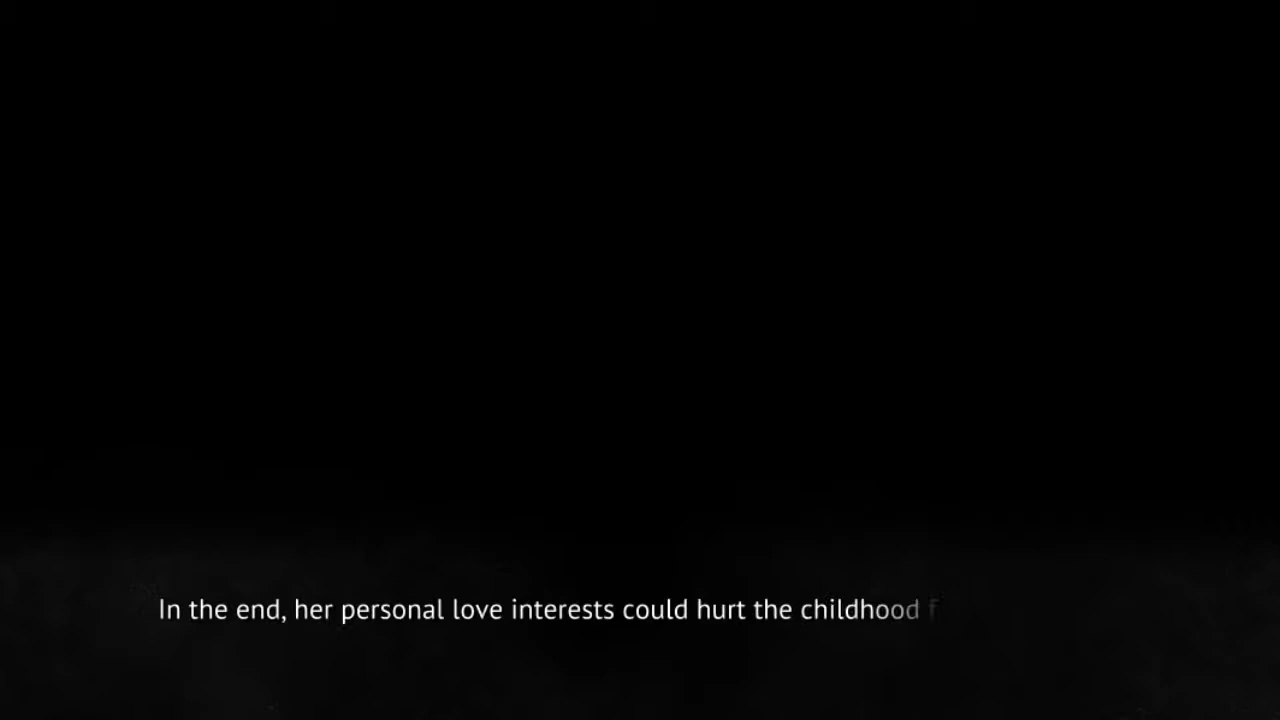 In the end, her personal love interests could hurt the childhood f